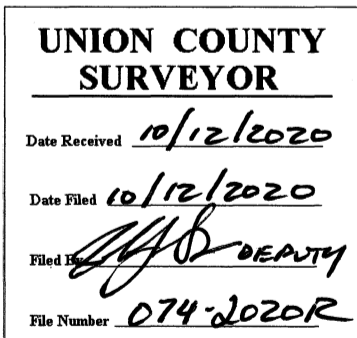 UNION COUNTY
SURVEYOR
Date Received 10/12/2020
Date Filed 10/12/2020
Filed By DEPUTY
File Number 074-2020R